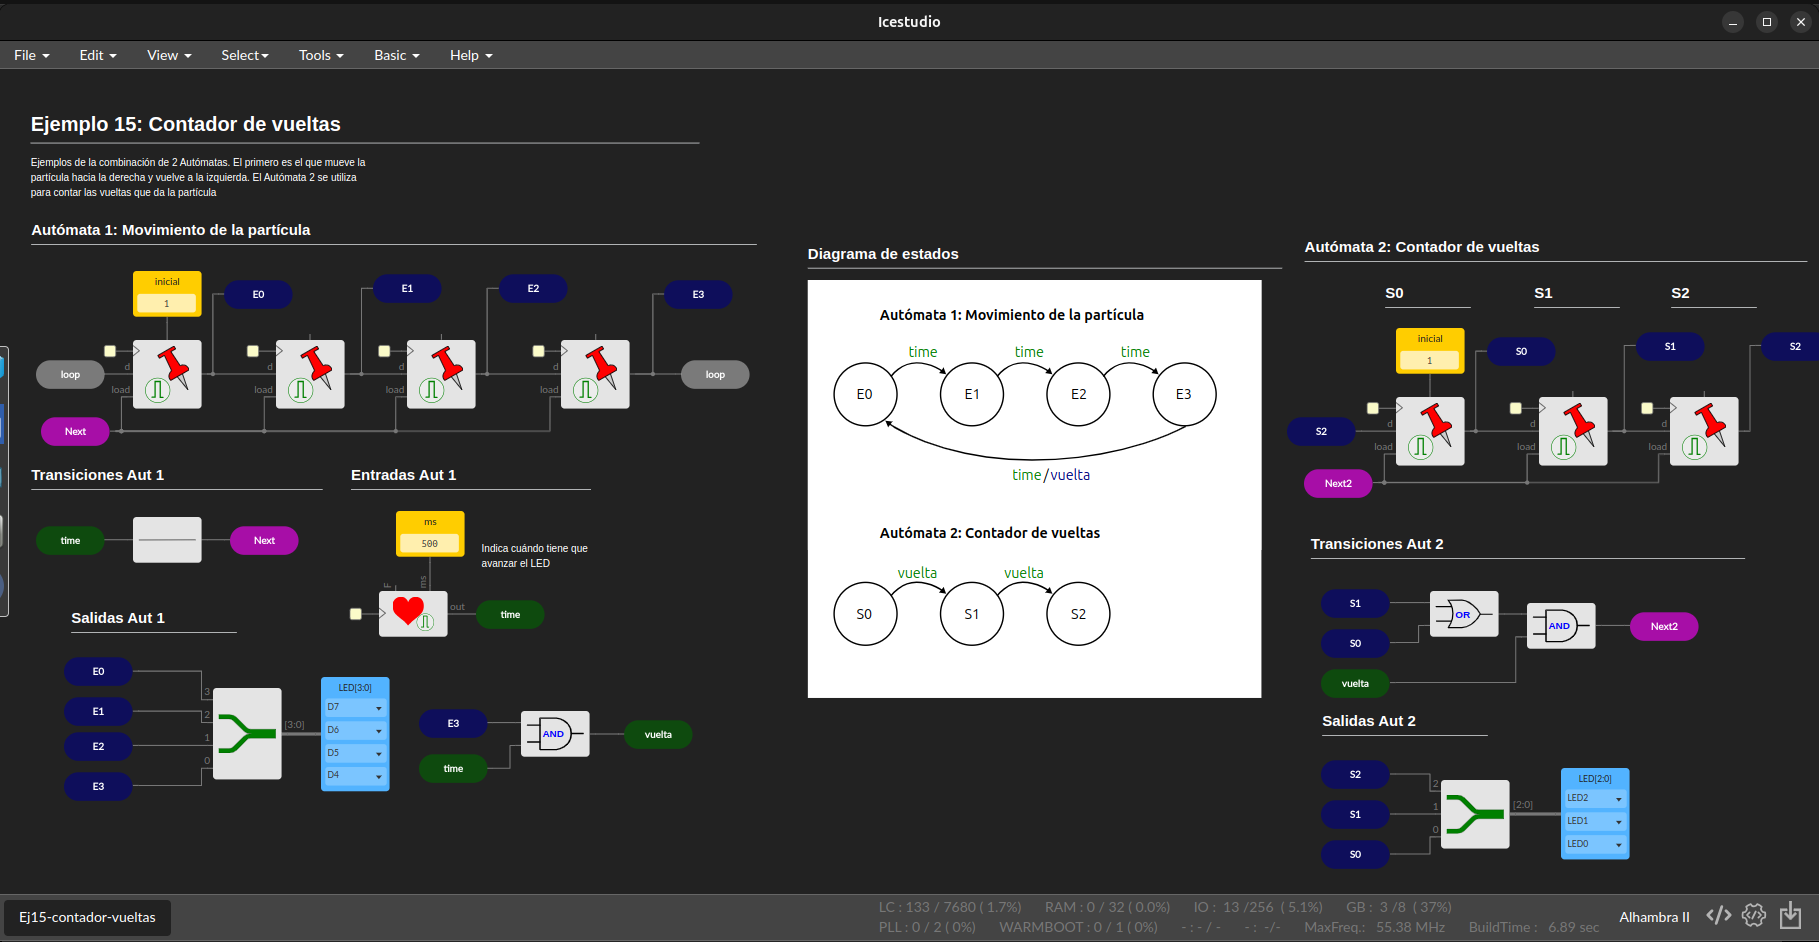 Icestudio
File
Edit
View
Select
Tools
Basic
Help
Ejemplo 15: Contador de vueltas
Ejemplos de la combinación de 2 Autómatas. El primero es el que mueve la
partícula hacia la derecha y vuelve a la izquierda. El Autómata 2 se utiliza
para contar las vueltas que da la partícula
Autómata 1: Movimiento de la partícula
inicial
1
E0
E1
E2
E3
loop
d
load
d
load
d
load
d
load
loop
Next
Transiciones Aut 1
time
Next
Entradas Aut 1
ms
500
Indica cuándo tiene que
avanzar el LED
F
ms
out
time
Salidas Aut 1
E0
E1
E2
E3
3
2
1
0
[3:0]
LED[3:0]
D7
D6
D5
D4
E3
time
AND
vuelta
Diagrama de estados
Autómata 1: Movimiento de la partícula
time
time
time
E0
E1
E2
E3
time/vuelta
Autómata 2: Contador de vueltas
vuelta
vuelta
S0
S1
S2
Autómata 2: Contador de vueltas
S0
S1
S2
inicial
1
S0
S1
S2
S2
d
load
d
load
d
load
Next2
Transiciones Aut 2
S1
S0
vuelta
OR
AND
Next2
Salidas Aut 2
S2
S1
S0
2
1
0
[2:0]
LED[2:0]
LED2
LED1
LED0
Ej15-contador-vueltas
LC : 133 / 7680 ( 1.7%)
RAM : 0 / 32 ( 0.0%)
IO : 13 /256 ( 5.1%)
GB : 3 /8 ( 37%)
PLL : 0 / 2 ( 0%)
WARMBOOT : 0 / 1 ( 0%)
- : - / -
- : -/-
MaxFreq.: 55.38 MHz
BuildTime : 6.89 sec
Alhambra II